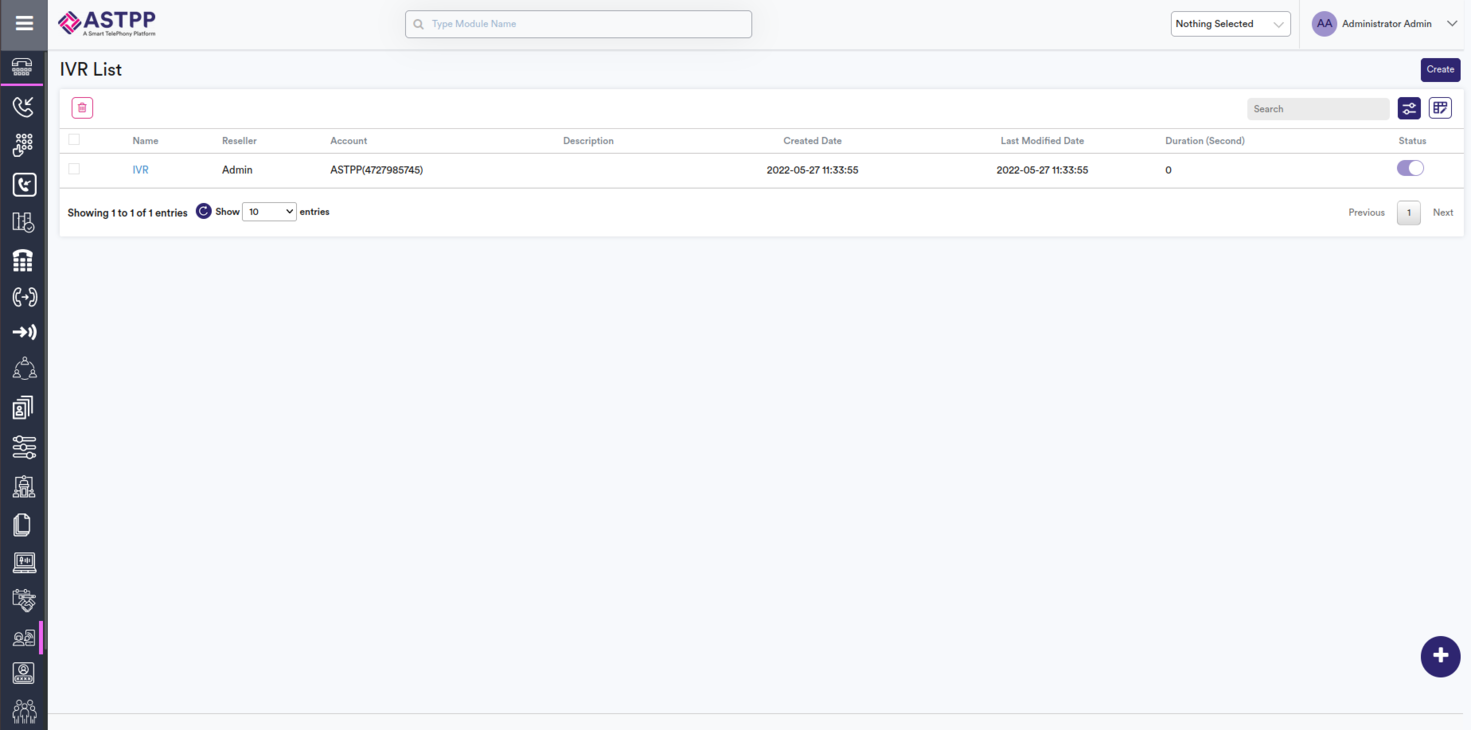 ASTPP
A Smart TelePhony Platform
Type Module Name
Nothing Selected
AA
Administrator Admin
IVR List
Create
Search
Name Reseller Account Description Created Date Last Modified Date Duration (Second) Status
IVR Admin ASTPP(4727985745) 2022-05-27 11:33:55 2022-05-27 11:33:55 0
Showing 1 to 1 of 1 entries Show 10 entries
Previous 1 Next